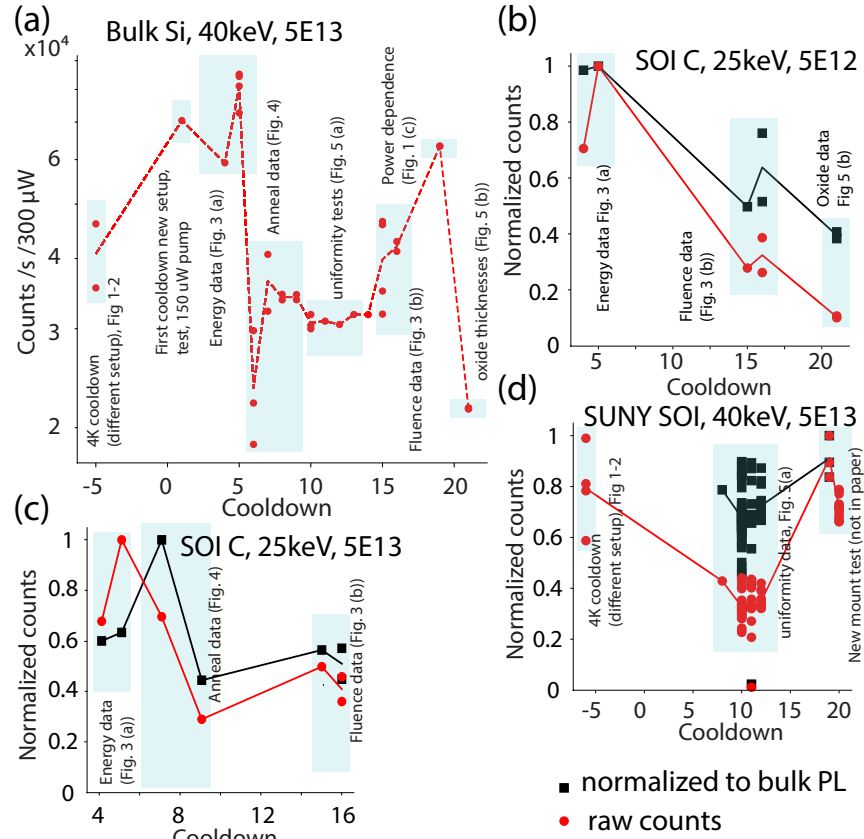 (a)
Bulk Si, 40keV, 5E13
x10⁴
6
4
3
2
Counts /s /300 µW
-5
0
5
10
15
20
Cooldown
4K cooldown
(different setup), Fig 1-2
First cooldown new setup,
test, 150 uW pump
Energy data (Fig. 3 (a))
Anneal data (Fig. 4)
uniformity tests (Fig. 5 (a))
Power dependence
(Fig. 1 (c))
Fluence data (Fig. 3 (b))
oxide thicknesses (Fig. 5 (b))
(b)
SOI C, 25keV, 5E12
1
0.8
0.6
0.4
0.2
0
Normalized counts
5
10
15
20
Cooldown
Energy data Fig. 3 (a)
Fluence data
(Fig. 3 (b))
Oxide data
Fig 5 (b)
(c)
SOI C, 25keV, 5E13
1
0.8
0.6
0.4
0.2
0
Normalized counts
4
8
12
16
Cooldown
Energy data
(Fig. 3 (a))
Anneal data (Fig. 4)
Fluence data (Fig. 3 (b))
(d)
SUNY SOI, 40keV, 5E13
1
0.8
0.6
0.4
0.2
0
Normalized counts
-5
0
5
10
15
20
Cooldown
4K cooldown
(different setup), Fig 1-2
uniformity data, Fig. 5(a)
New mount test (not in paper)
normalized to bulk PL
raw counts